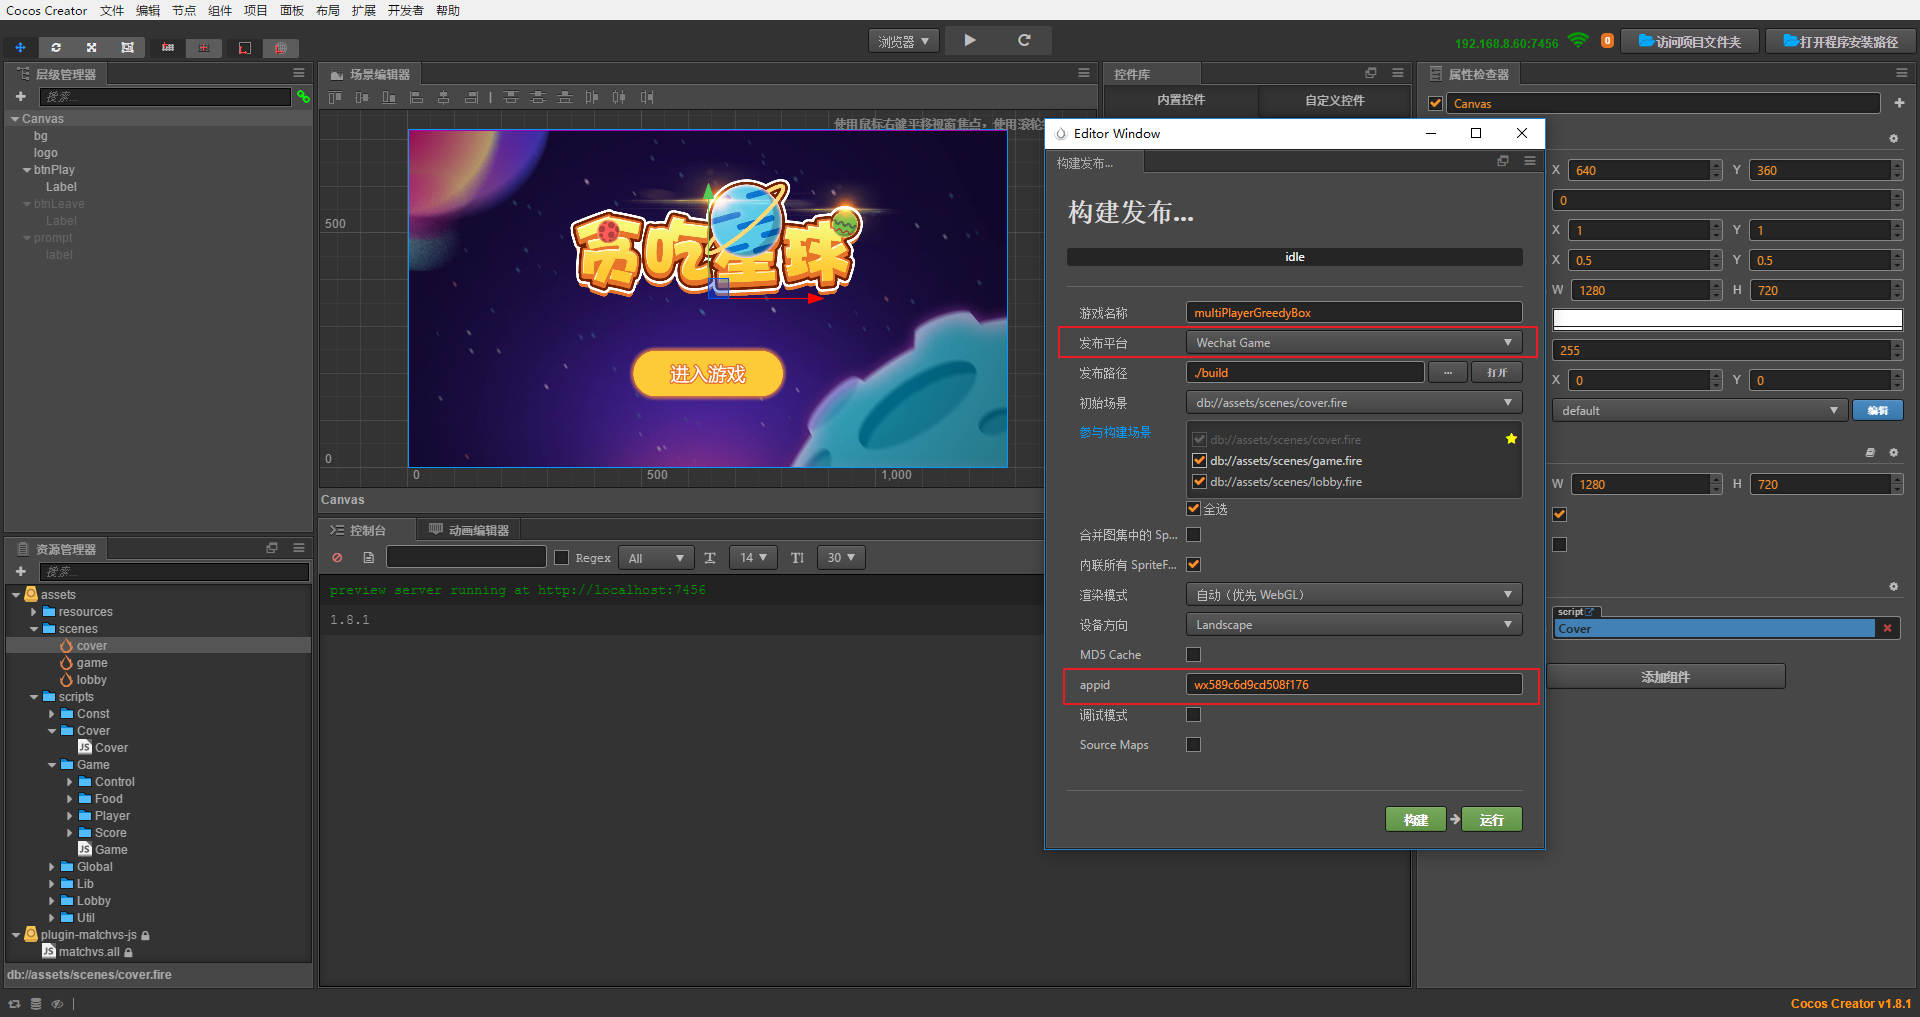 Cocos Creator 文件 编辑 节点 组件 项目 面板 布局 扩展 开发者 帮助
浏览器
192.168.8.60:7456
0
访问项目文件夹
打开程序安装路径
层级管理器
搜索...
Canvas
bg
logo
btnPlay
Label
btnLeave
Label
prompt
label
场景编辑器
使用鼠标右键平移视窗焦点，使用滚轮
500
0
0
500
1,000
贪吃星球
进入游戏
Canvas
控件库
内置控件
自定义控件
属性检查器
Canvas
X 640 Y 360
0
X 1 Y 1
X 0.5 Y 0.5
W 1280 H 720
255
X 0 Y 0
default
编辑
W 1280 H 720
script
Cover
添加组件
Editor Window
构建发布...
构建发布...
idle
游戏名称 multiPlayerGreedyBox
发布平台 Wechat Game
发布路径 ./build ... 打开
初始场景 db://assets/scenes/cover.fire
参与构建场景
db://assets/scenes/cover.fire
db://assets/scenes/game.fire
db://assets/scenes/lobby.fire
全选
合并图集中的 Sp...
内联所有 SpriteF...
渲染模式 自动（优先 WebGL）
设备方向 Landscape
MD5 Cache
appid wx589c6d9cd508f176
调试模式
Source Maps
构建
运行
控制台
动画编辑器
Regex All 14 30
preview server running at http://localhost:7456
1.8.1
资源管理器
搜索...
assets
resources
scenes
cover
game
lobby
scripts
Const
Cover
JS Cover
Game
Control
Food
Player
Score
JS Game
Global
Lib
Lobby
Util
plugin-matchvs-js
JS matchvs.all
db://assets/scenes/cover.fire
Cocos Creator v1.8.1